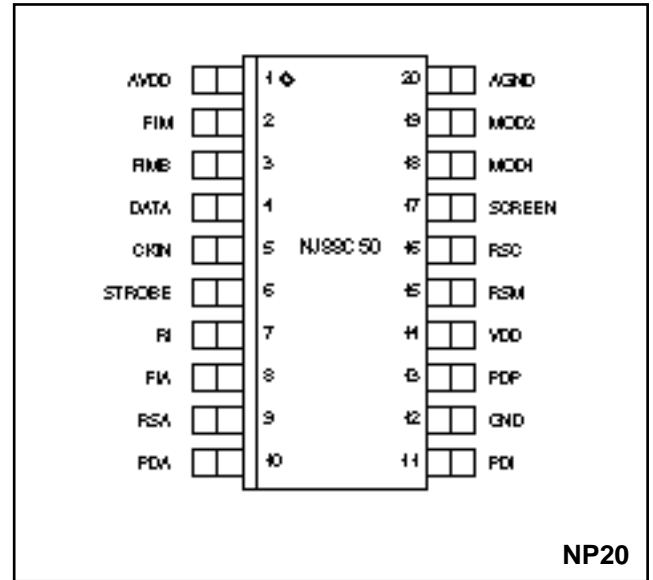 AVDD 1 20 AGND
FIM 2 19 MOD2
FIMB 3 18 MOD1
DATA 4 17 SCREEN
CKIN 5 NJ88C50 16 RSC
STROBE 6 15 RSM
RI 7 14 VDD
FIA 8 13 PDP
RSA 9 12 GND
PDA 10 11 PDI
NP20